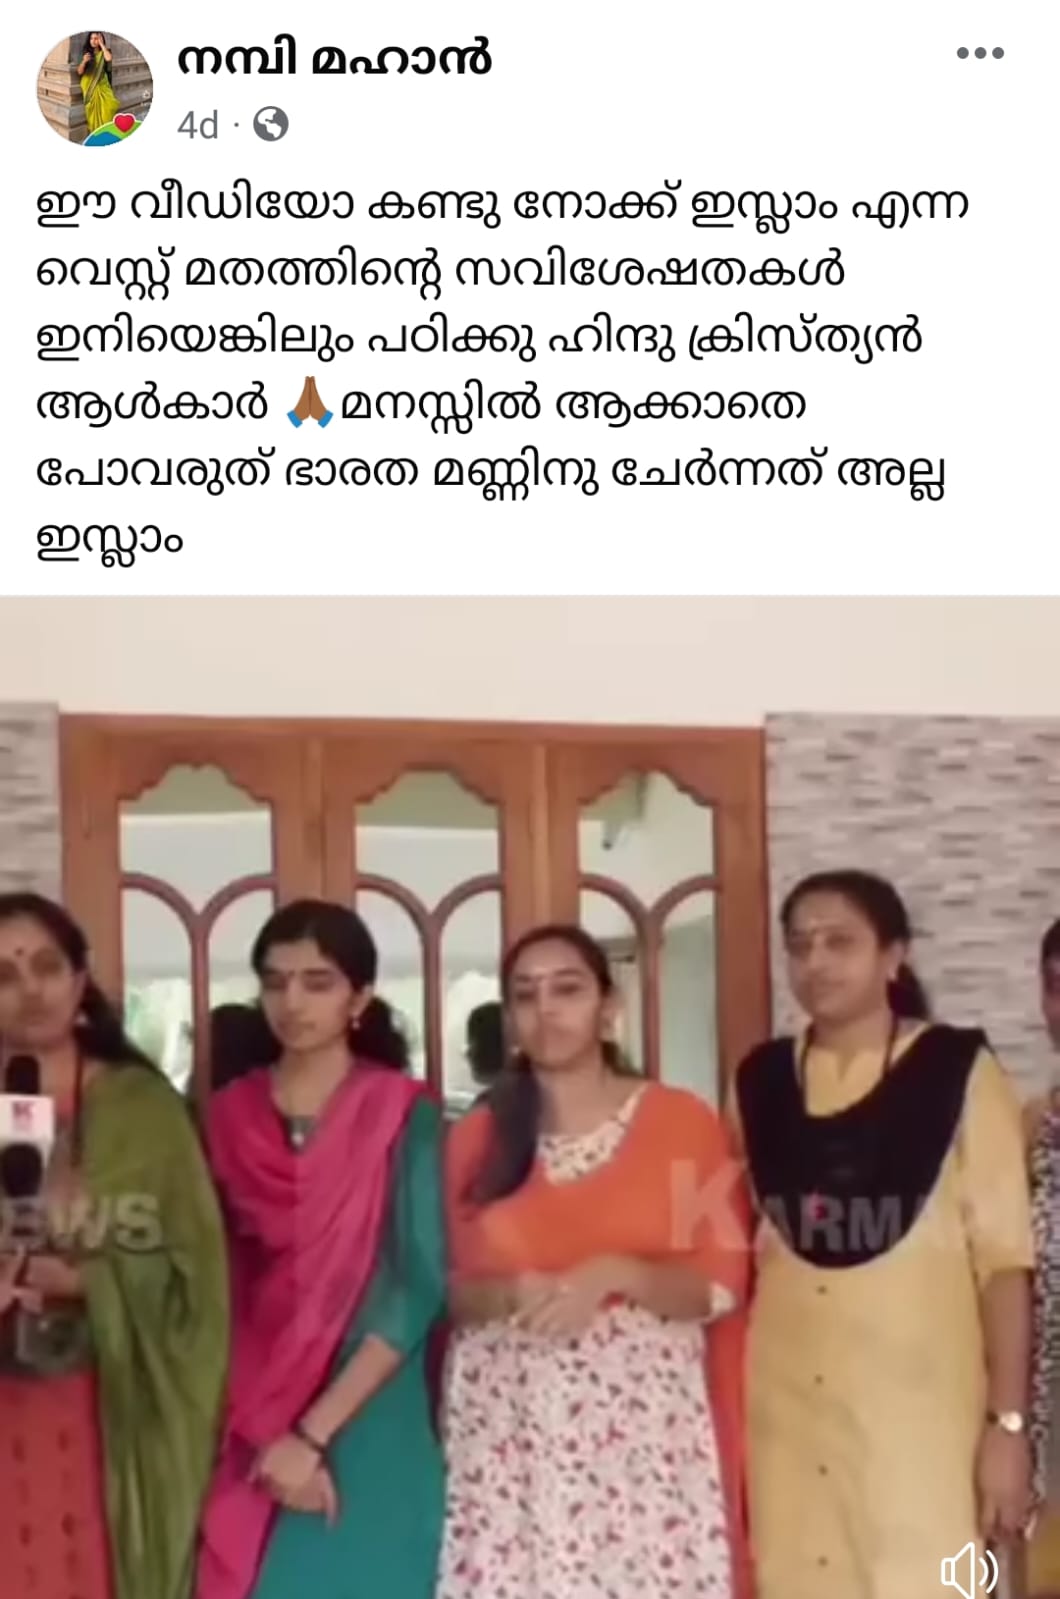 നമ്പി മഹാൻ
4d ·
ഈ വീഡിയോ കണ്ടു നോക്ക് ഇസ്ലാം എന്ന
വെസ്റ്റ് മതത്തിന്റെ സവിശേഷതകൾ
ഇനിയെങ്കിലും പഠിക്കു ഹിന്ദു ക്രിസ്ത്യൻ
ആൾകാർ 🙏🏾മനസ്സിൽ ആക്കാതെ
പോവരുത് ഭാരത മണ്ണിനു ചേർന്നത് അല്ല
ഇസ്ലാം
EWS KARMA